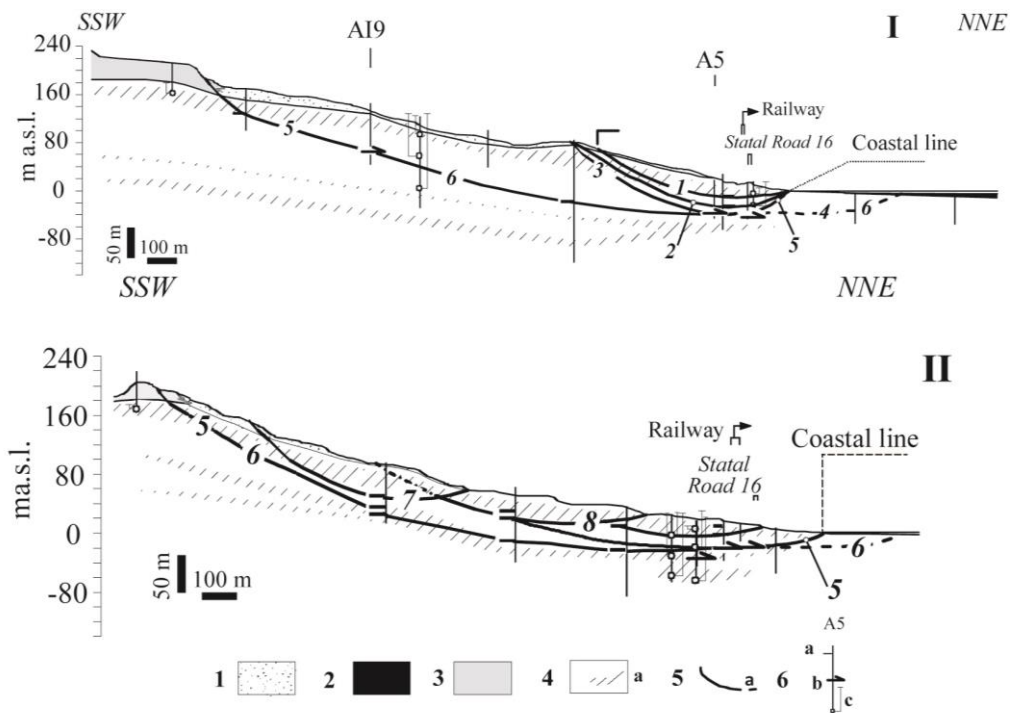 SSW I NNE
240 AI9
A5
160 Railway
m a.s.l. 5 Statal Road 16
80 Coastal line
3
6 1
0
4 6
-80 2 5
50 m 100 m
SSW NNE
240 II
160 Railway Coastal line
5 Statal
ma.s.l. 6 Road 16
80
7
8
0 6
50 m 5
-80 100 m
A5
a
1 2 3 4 a 5 a 6 b
c